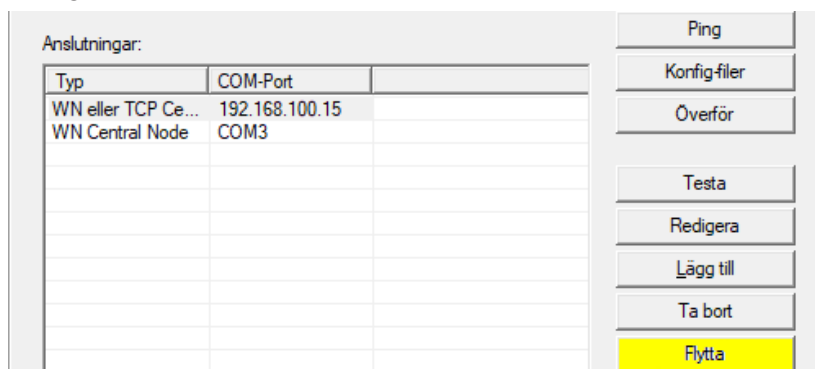 Anslutningar:
Typ COM-Port
WN eller TCP Ce... 192.168.100.15
WN Central Node COM3
Ping
Konfig-filer
Överför
Testa
Redigera
Lägg till
Ta bort
Flytta